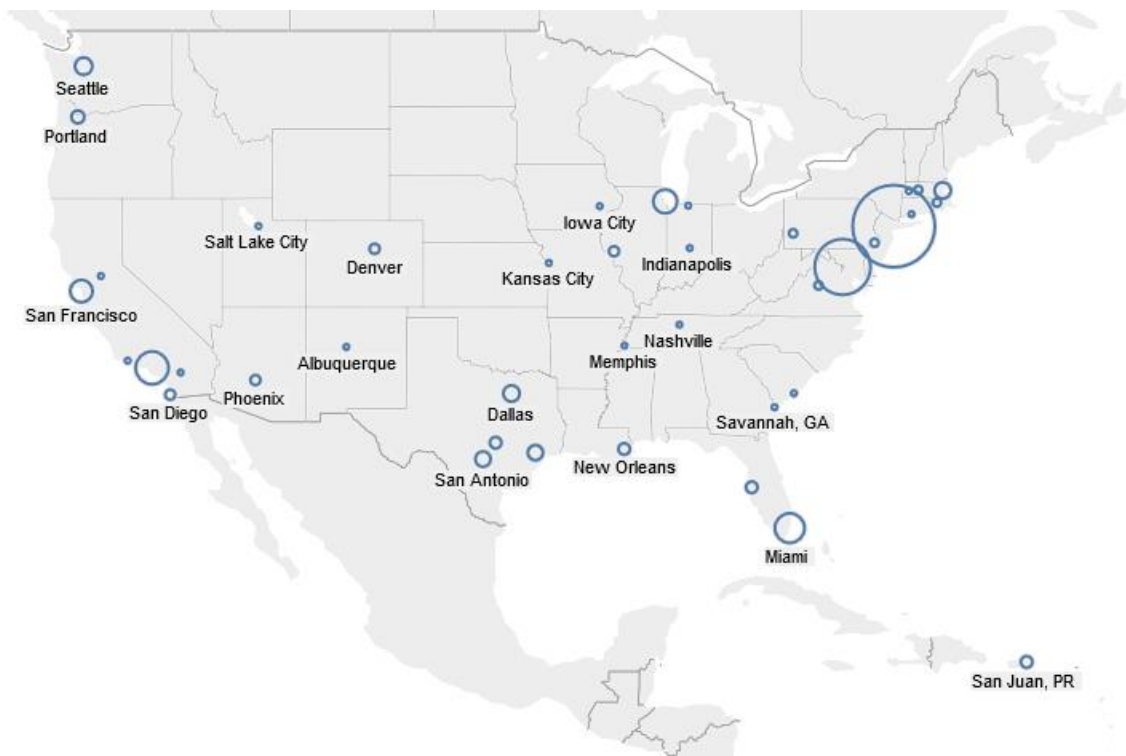 Seattle
Portland
Iowa City
Salt Lake City
Denver
Indianapolis
Kansas City
San Francisco
Nashville
Albuquerque
Memphis
Phoenix
San Diego
Dallas
Savannah, GA
New Orleans
San Antonio
Miami
San Juan, PR